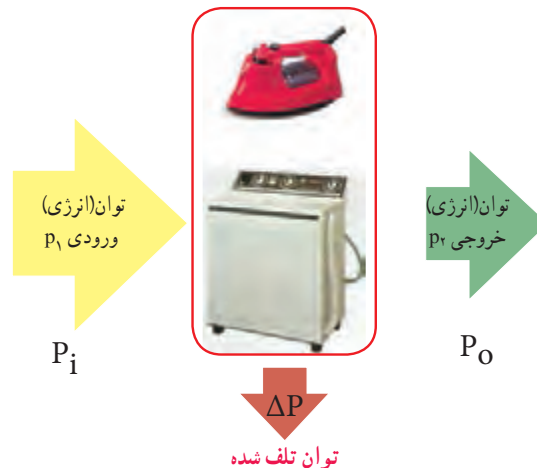 توان(انرژی)
ورودی p۱
Pi
توان(انرژی)
خروجی p۲
Po
ΔP
توان تلف شده